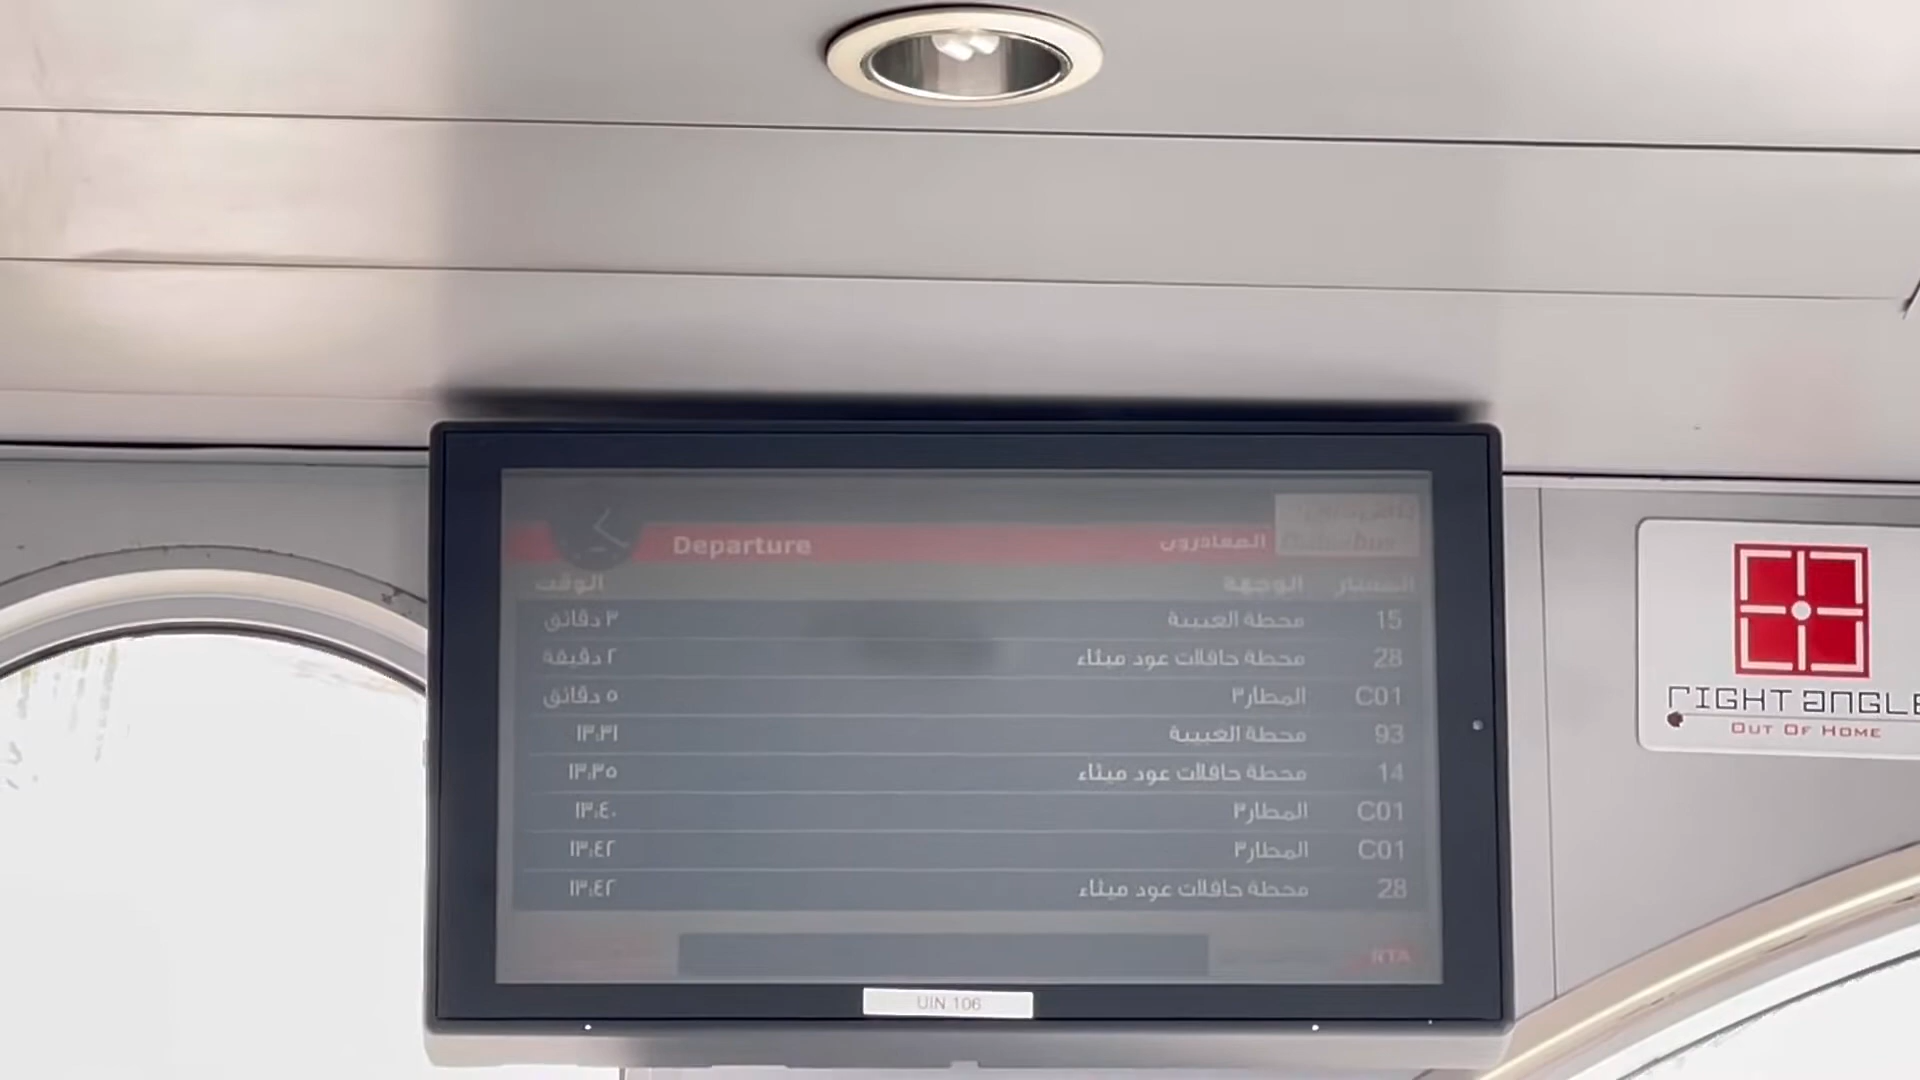 Departure المغادرون
المسار الوجهة الوقت
15 محطة الغبيبة ٣ دقائق
28 محطة حافلات عود ميثاء ٢ دقيقة
C01 المطار٣ ٥ دقائق
93 محطة الغبيبة ١٣:٣١
14 محطة حافلات عود ميثاء ١٣:٣٥
C01 المطار٣ ١٣:٤٠
C01 المطار٣ ١٣:٤٢
28 محطة حافلات عود ميثاء ١٣:٤٢
RTA
UIN 106
RIGHT ANGLE
OUT OF HOME